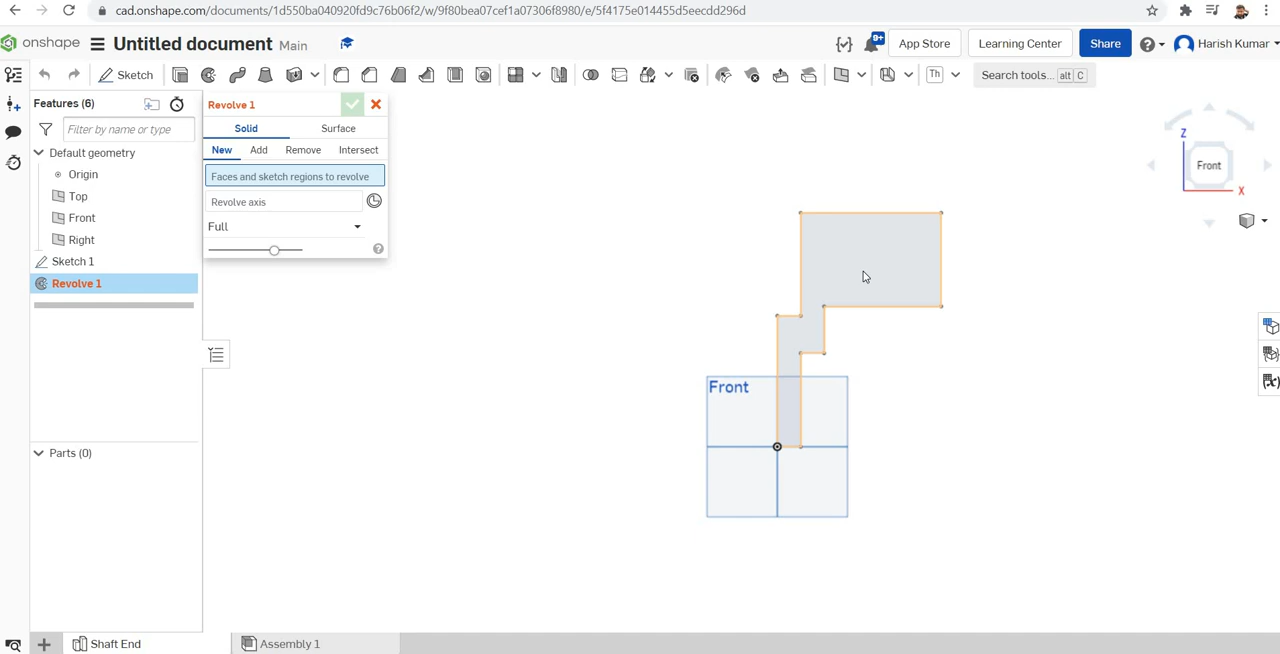 cad.onshape.com/documents/1d550ba040920fd9c76b06f2/w/9f80bea07cef1a07306f8980/e/5f4175e014455d5eecdd296d
onshape Untitled document Main 9+ App Store Learning Center Share Harish Kumar
Sketch Th Search tools... alt C
Features (6)
Filter by name or type
Default geometry
Origin
Top
Front
Right
Sketch 1
Revolve 1
Parts (0)
Revolve 1
Solid Surface
New Add Remove Intersect
Faces and sketch regions to revolve
Revolve axis
Full
Front
Z
Front
X
Shaft End Assembly 1